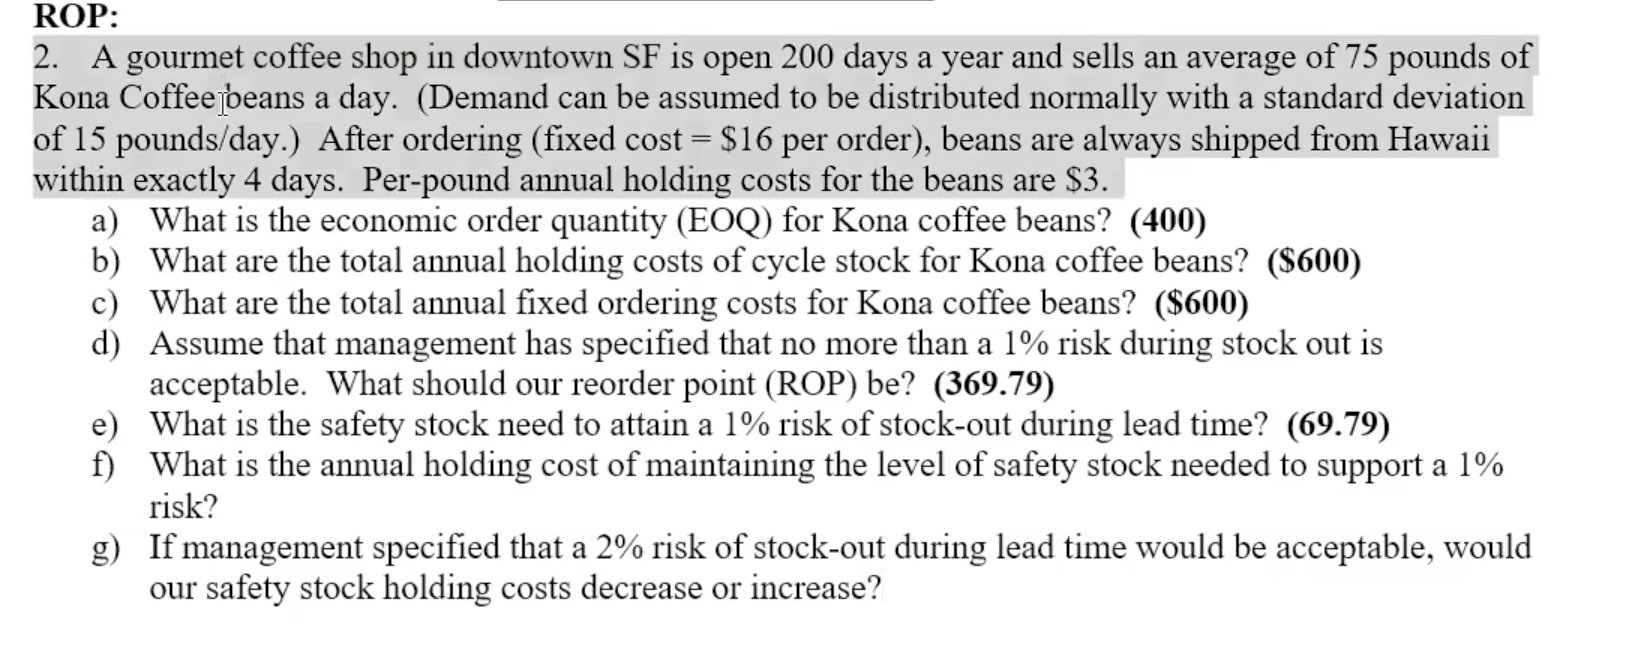 ROP:
2. A gourmet coffee shop in downtown SF is open 200 days a year and sells an average of 75 pounds of
Kona Coffee beans a day. (Demand can be assumed to be distributed normally with a standard deviation
of 15 pounds/day.) After ordering (fixed cost = $16 per order), beans are always shipped from Hawaii
within exactly 4 days. Per-pound annual holding costs for the beans are $3.
a) What is the economic order quantity (EOQ) for Kona coffee beans? (400)
b) What are the total annual holding costs of cycle stock for Kona coffee beans? ($600)
c) What are the total annual fixed ordering costs for Kona coffee beans? ($600)
d) Assume that management has specified that no more than a 1% risk during stock out is
acceptable. What should our reorder point (ROP) be? (369.79)
e) What is the safety stock need to attain a 1% risk of stock-out during lead time? (69.79)
f) What is the annual holding cost of maintaining the level of safety stock needed to support a 1%
risk?
g) If management specified that a 2% risk of stock-out during lead time would be acceptable, would
our safety stock holding costs decrease or increase?